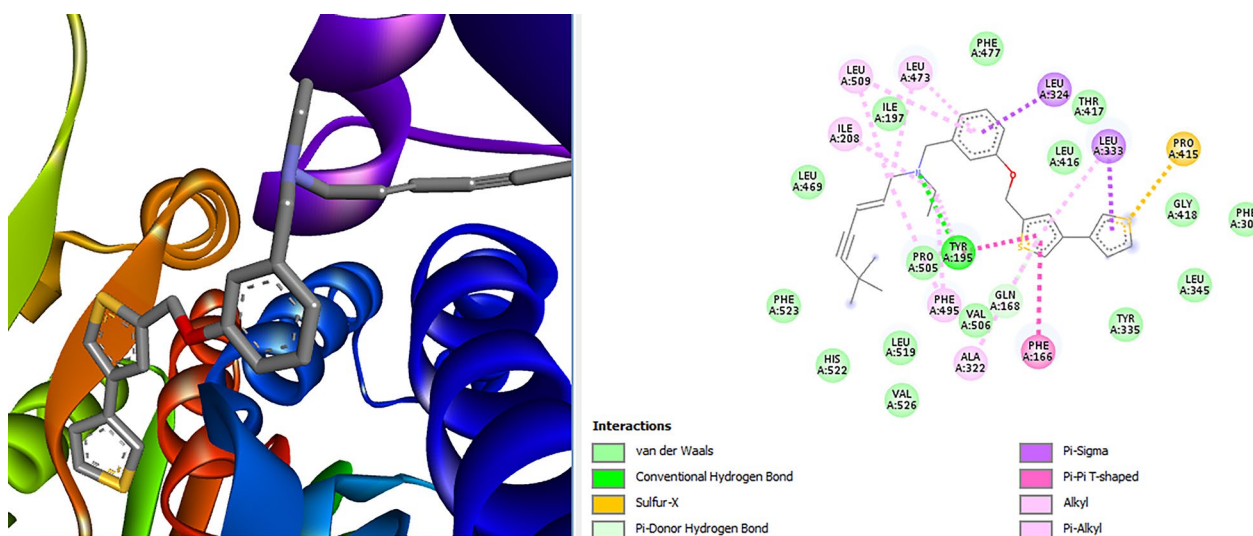 PHE
A:477
LEU
A:473
LEU
A:509
LEU
A:324
THR
A:417
ILE
A:197
ILE
A:208
LEU
A:333
PRO
A:415
LEU
A:416
LEU
A:469
N
O
GLY
A:418
PHE
A:30
TYR
A:195
S
S
PRO
A:505
LEU
A:345
PHE
A:523
PHE
A:495
GLN
A:168
VAL
A:506
TYR
A:335
LEU
A:519
PHE
A:166
HIS
A:522
ALA
A:322
VAL
A:526
Interactions
van der Waals
Conventional Hydrogen Bond
Sulfur-X
Pi-Donor Hydrogen Bond
Pi-Sigma
Pi-Pi T-shaped
Alkyl
Pi-Alkyl